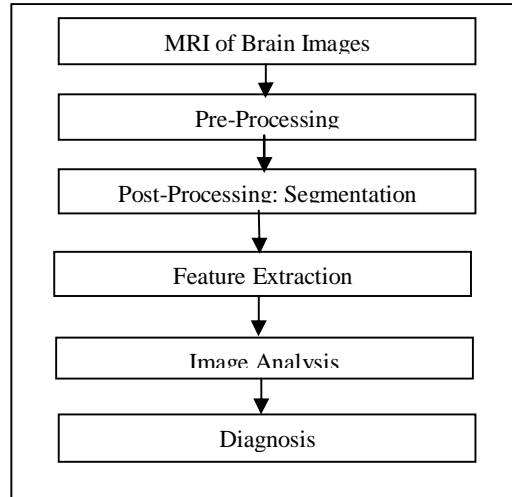 MRI of Brain Images
Pre-Processing
Post-Processing: Segmentation
Feature Extraction
Image Analysis
Diagnosis